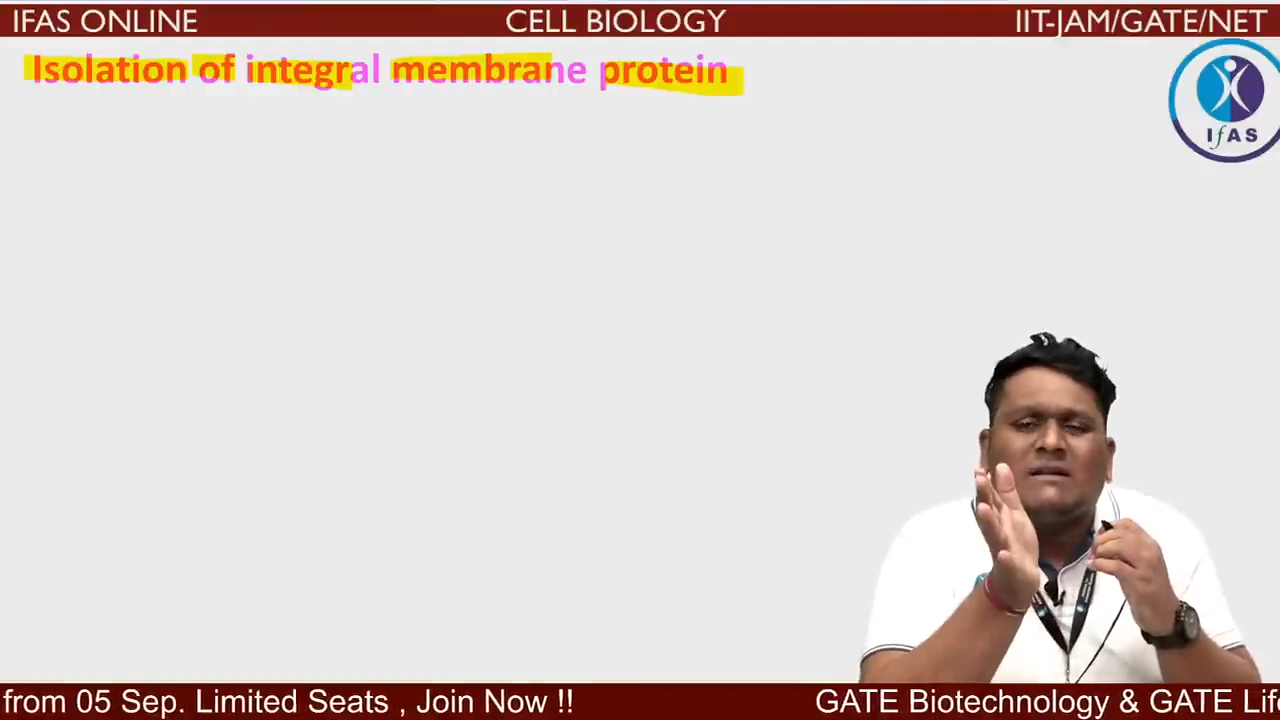 IFAS ONLINE CELL BIOLOGY IIT-JAM/GATE/NET
Isolation of integral membrane protein
IfAS
from 05 Sep. Limited Seats , Join Now !! GATE Biotechnology & GATE Life